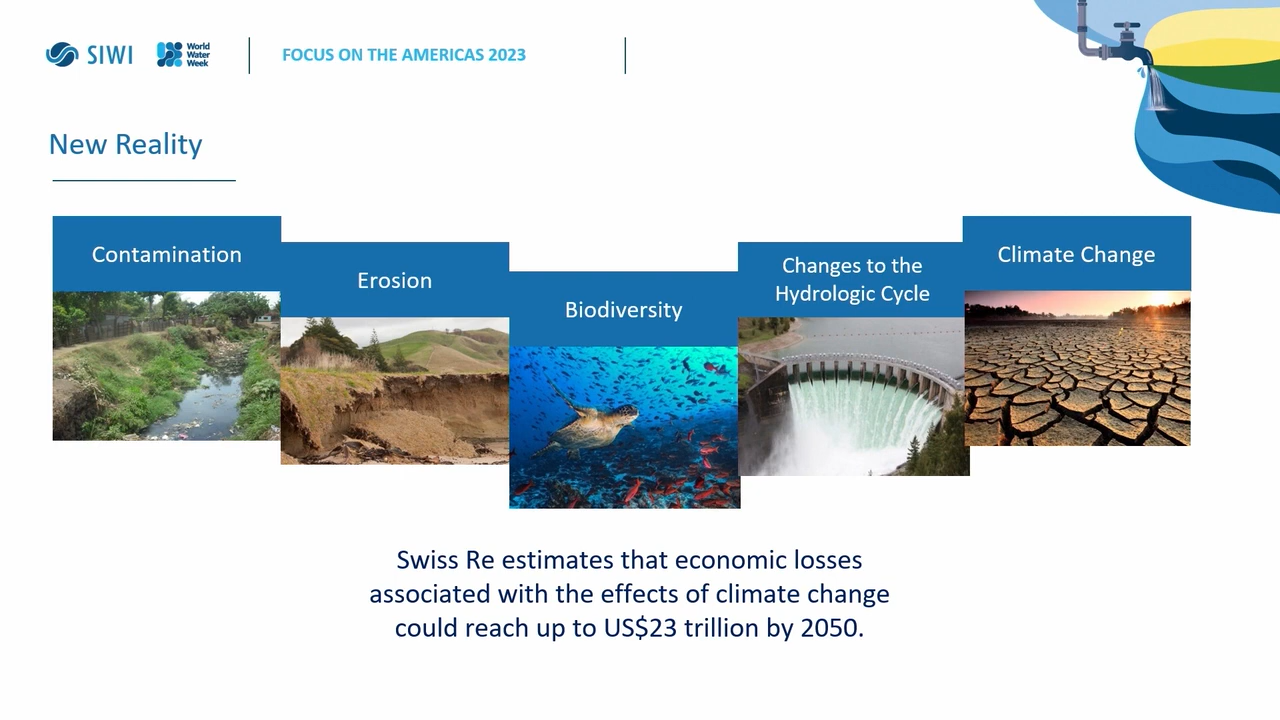 SIWI
World
Water
Week
FOCUS ON THE AMERICAS 2023
New Reality
Contamination
Erosion
Biodiversity
Changes to the
Hydrologic Cycle
Climate Change
Swiss Re estimates that economic losses
associated with the effects of climate change
could reach up to US$23 trillion by 2050.